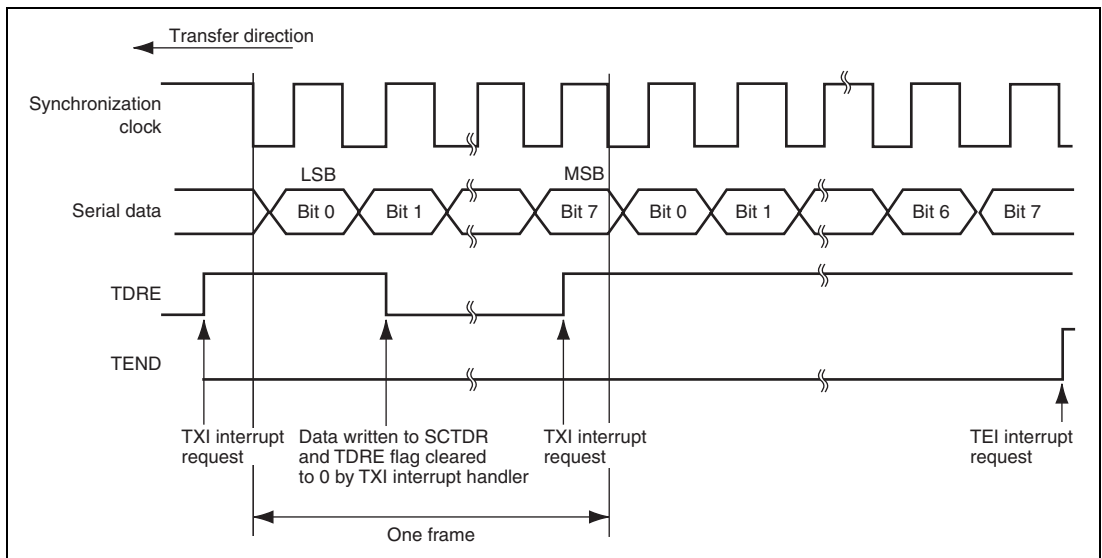 Transfer direction
Synchronization
clock
LSB
MSB
Serial data
Bit 0
Bit 1
Bit 7
Bit 0
Bit 1
Bit 6
Bit 7
TDRE
TEND
TXI interrupt
request
Data written to SCTDR
and TDRE flag cleared
to 0 by TXI interrupt handler
TXI interrupt
request
TEI interrupt
request
One frame